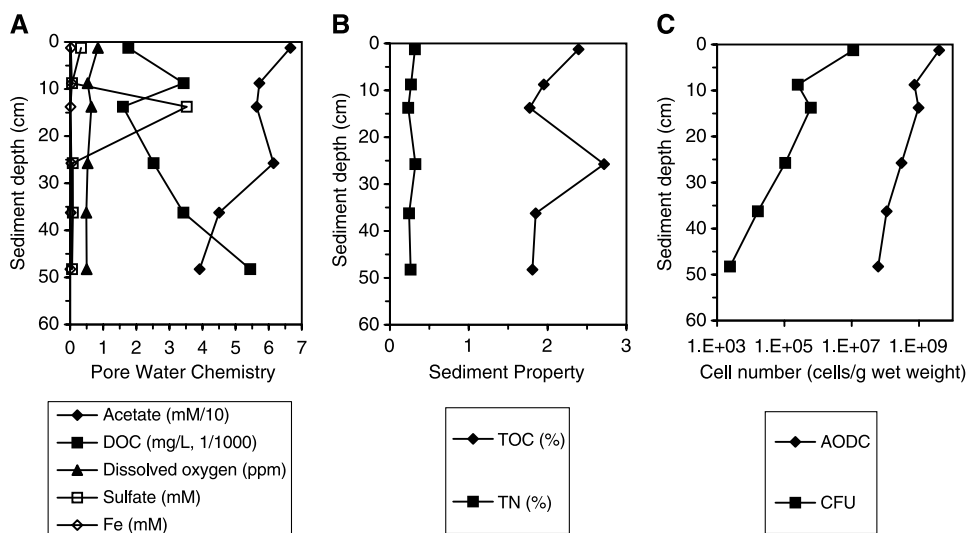 A
0
10
20
30
40
50
60
Sediment depth (cm)
0 1 2 3 4 5 6 7
Pore Water Chemistry
Acetate (mM/10)
DOC (mg/L, 1/1000)
Dissolved oxygen (ppm)
Sulfate (mM)
Fe (mM)
B
0
10
20
30
40
50
60
Sediment depth (cm)
0 1 2 3
Sediment Property
TOC (%)
TN (%)
C
0
10
20
30
40
50
60
Sediment depth (cm)
1.E+03 1.E+05 1.E+07 1.E+09
Cell number (cells/g wet weight)
AODC
CFU